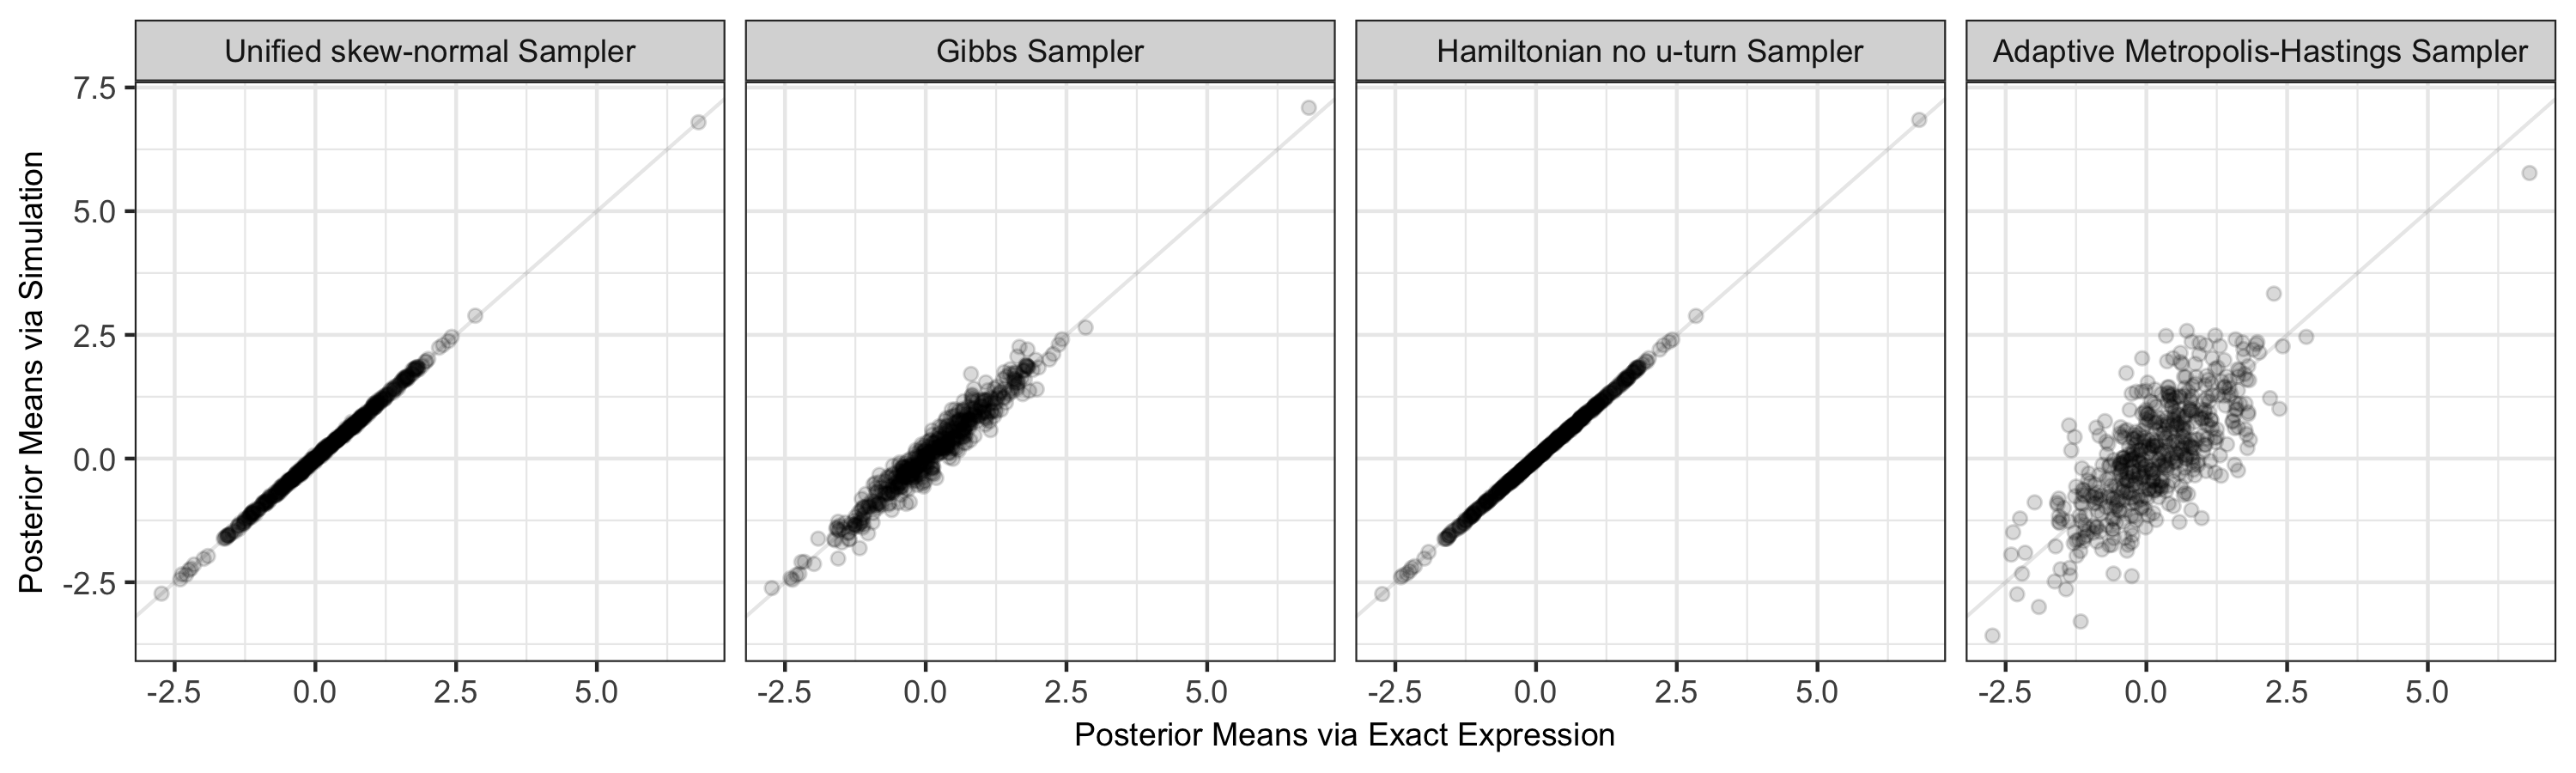 Unified skew-normal Sampler
Gibbs Sampler
Hamiltonian no u-turn Sampler
Adaptive Metropolis-Hastings Sampler
Posterior Means via Simulation
7.5
5.0
2.5
0.0
-2.5
-2.5 0.0 2.5 5.0
-2.5 0.0 2.5 5.0
-2.5 0.0 2.5 5.0
-2.5 0.0 2.5 5.0
Posterior Means via Exact Expression